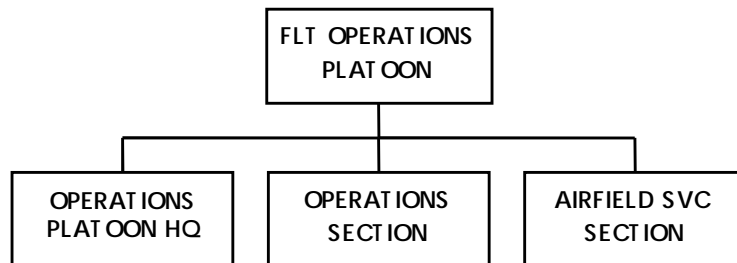 FLT OPERATIONS
PLATOON
OPERATIONS
PLATOON HQ
OPERATIONS
SECTION
AIRFIELD SVC
SECTION